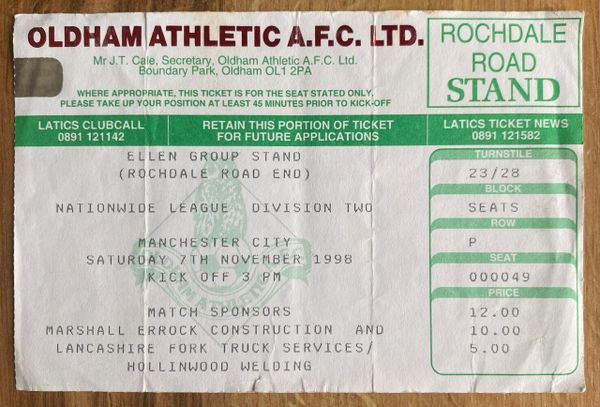 OLDHAM ATHLETIC A.F.C. LTD.
Mr J.T. Cale, Secretary, Oldham Athletic A.F.C. Ltd.
Boundary Park, Oldham OL1 2PA
WHERE APPROPRIATE, THIS TICKET IS FOR THE SEAT STATED ONLY.
PLEASE TAKE UP YOUR POSITION AT LEAST 45 MINUTES PRIOR TO KICK-OFF
ROCHDALE
ROAD
STAND
LATICS CLUBCALL
0891 121142
RETAIN THIS PORTION OF TICKET
FOR FUTURE APPLICATIONS
LATICS TICKET NEWS
0891 121582
ELLEN GROUP STAND
(ROCHDALE ROAD END)
NATIONWIDE LEAGUE DIVISION TWO
MANCHESTER CITY
SATURDAY 7TH NOVEMBER 1998
KICK OFF 3 PM
MATCH SPONSORS
MARSHALL ERROCK CONSTRUCTION AND
LANCASHIRE FORK TRUCK SERVICES/
HOLLINWOOD WELDING
TURNSTILE
23/28
BLOCK
SEATS
ROW
P
SEAT
000049
PRICE
12.00
10.00
5.00